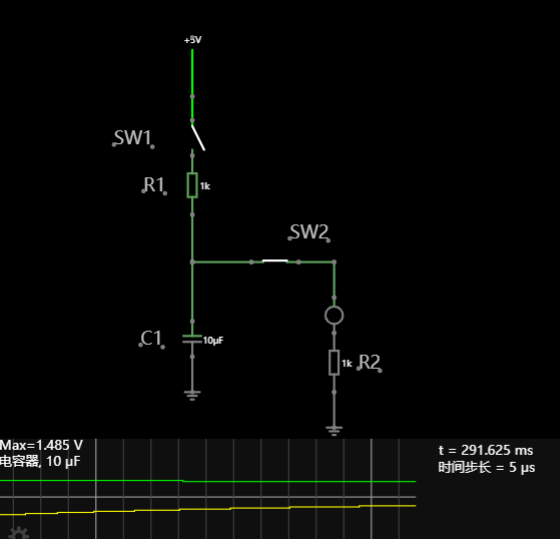 +5V
SW1
R1
1k
SW2
C1
10µF
1k
R2
Max=1.485 V
电容器, 10 µF
t = 291.625 ms
时间步长 = 5 µs